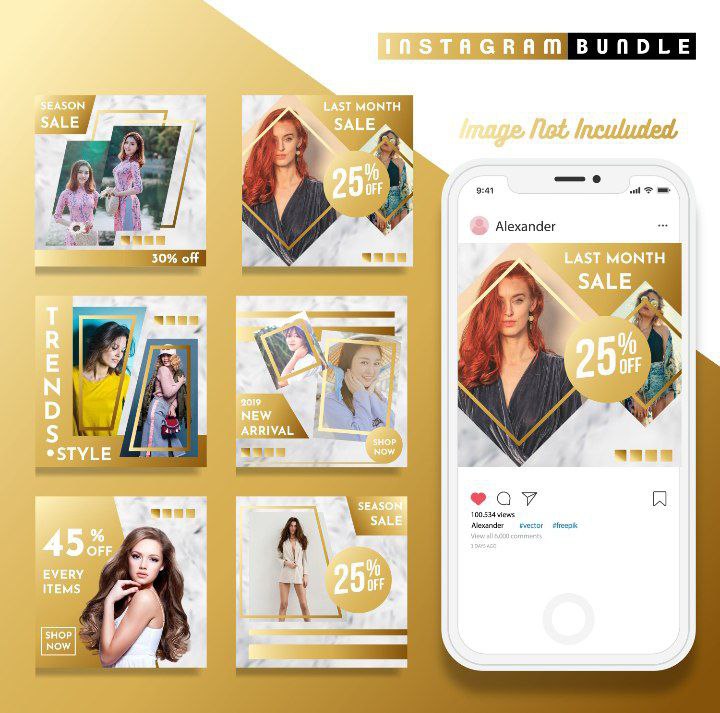 INSTAGRAM BUNDLE
Image Not Inculuded
SEASON
SALE
30% off
LAST MONTH
SALE
25%
OFF
TRENDS
•STYLE
2019
NEW
ARRIVAL
SHOP
NOW
45%
OFF
EVERY
ITEMS
SHOP
NOW
SEASON
SALE
25%
OFF
9:41
Alexander
LAST MONTH
SALE
25%
OFF
100.534 views
Alexander #vector #freepik
View all 6,000 comments
3 DAYS AGO